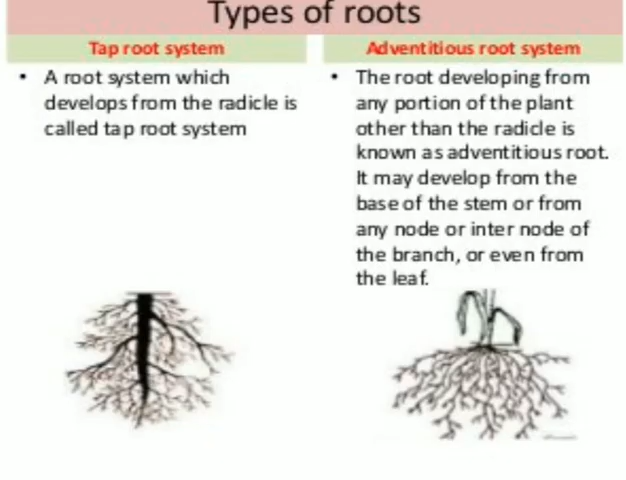 Types of roots
Tap root system
• A root system which
develops from the radicle is
called tap root system
Adventitious root system
• The root developing from
any portion of the plant
other than the radicle is
known as adventitious root.
It may develop from the
base of the stem or from
any node or inter node of
the branch, or even from
the leaf.